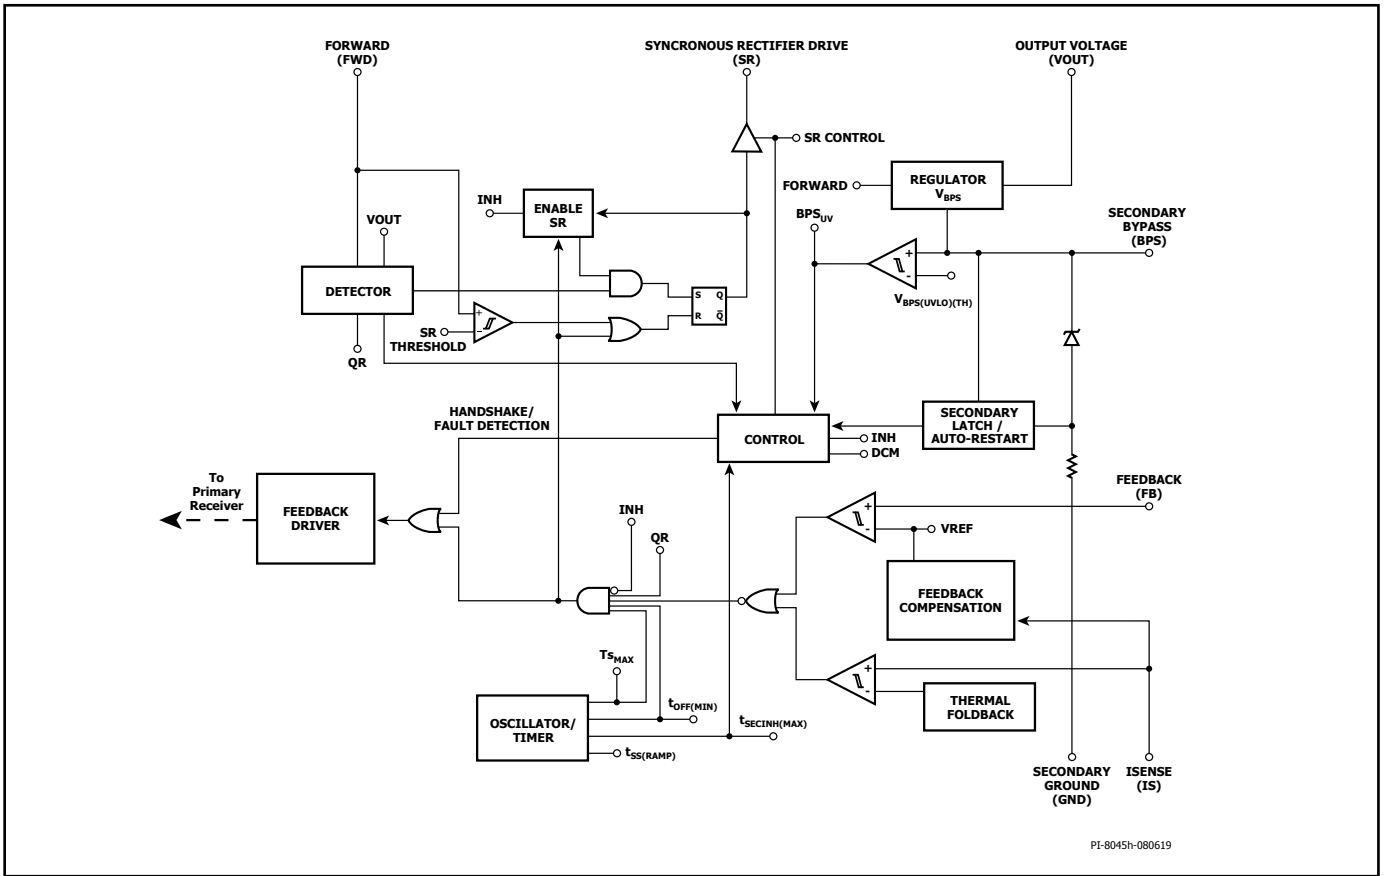 FORWARD
(FWD)
SYNCRONOUS RECTIFIER DRIVE
(SR)
OUTPUT VOLTAGE
(VOUT)
SR CONTROL
REGULATOR
VBPS
FORWARD
INH
ENABLE
SR
VOUT
BPSUV
SECONDARY
BYPASS
(BPS)
+
-
VBPS(UVLO)(TH)
DETECTOR
S Q
R Q̅
+
-
SR
THRESHOLD
QR
HANDSHAKE/
FAULT DETECTION
CONTROL
INH
DCM
SECONDARY
LATCH /
AUTO-RESTART
To
Primary
Receiver
FEEDBACK
DRIVER
INH
QR
FEEDBACK
(FB)
+
-
VREF
FEEDBACK
COMPENSATION
TsMAX
+
-
THERMAL
FOLDBACK
OSCILLATOR/
TIMER
tOFF(MIN)
tSECINH(MAX)
tSS(RAMP)
SECONDARY
GROUND
(GND)
ISENSE
(IS)
PI-8045h-080619